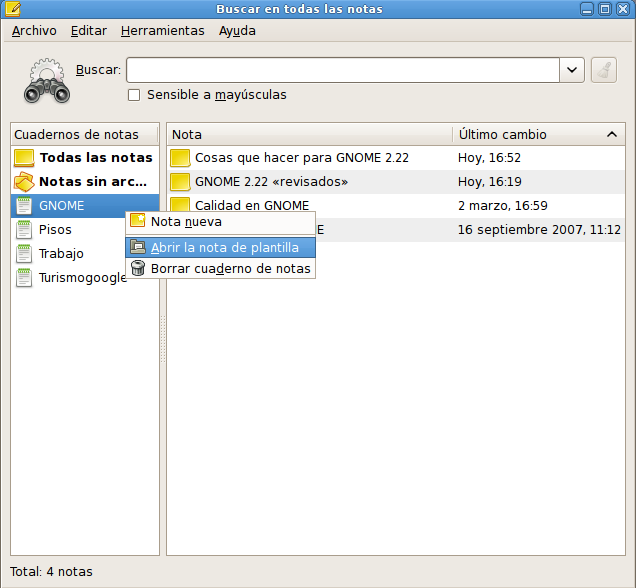 Buscar en todas las notas
Archivo Editar Herramientas Ayuda
Buscar:
Sensible a mayúsculas
Cuadernos de notas
Todas las notas
Notas sin arc...
GNOME
Pisos
Trabajo
Turismogoogle
Nota nueva
Abrir la nota de plantilla
Borrar cuaderno de notas
Nota Último cambio
Cosas que hacer para GNOME 2.22 Hoy, 16:52
GNOME 2.22 «revisados» Hoy, 16:19
Calidad en GNOME 2 marzo, 16:59
E 16 septiembre 2007, 11:12
Total: 4 notas